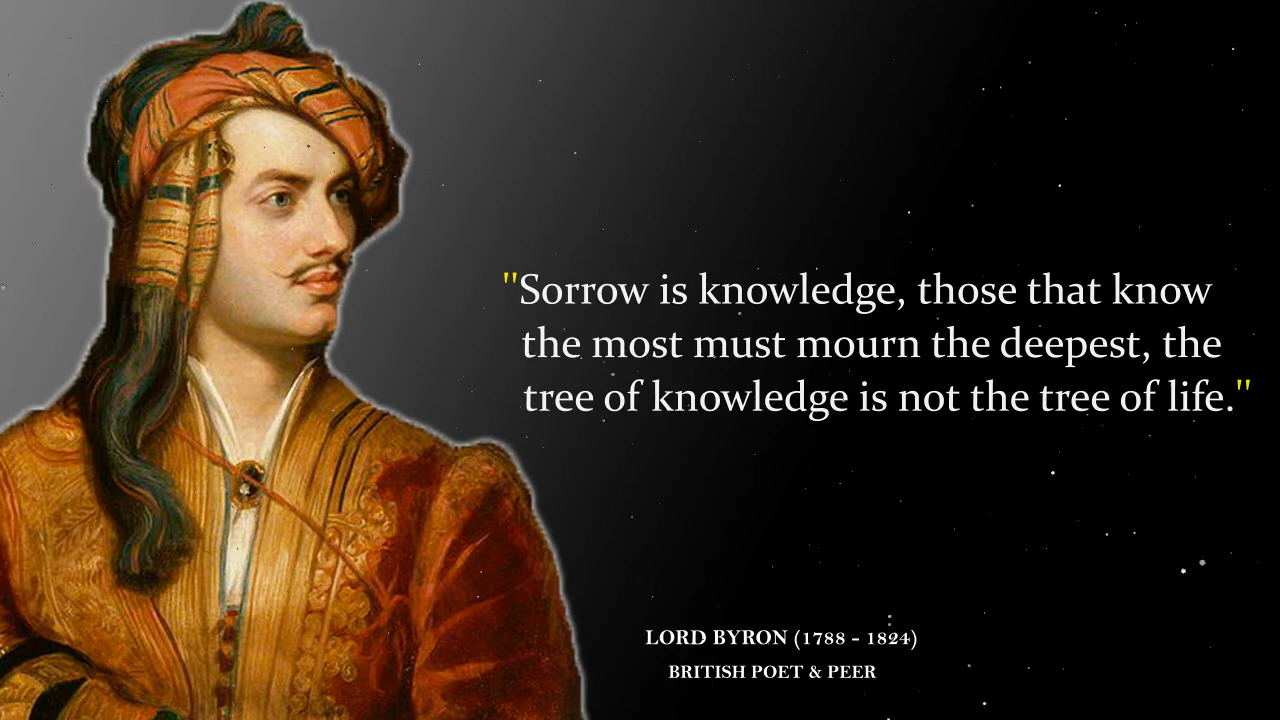 "Sorrow is knowledge, those that know
the most must mourn the deepest, the
tree of knowledge is not the tree of life."
LORD BYRON (1788 - 1824)
BRITISH POET & PEER